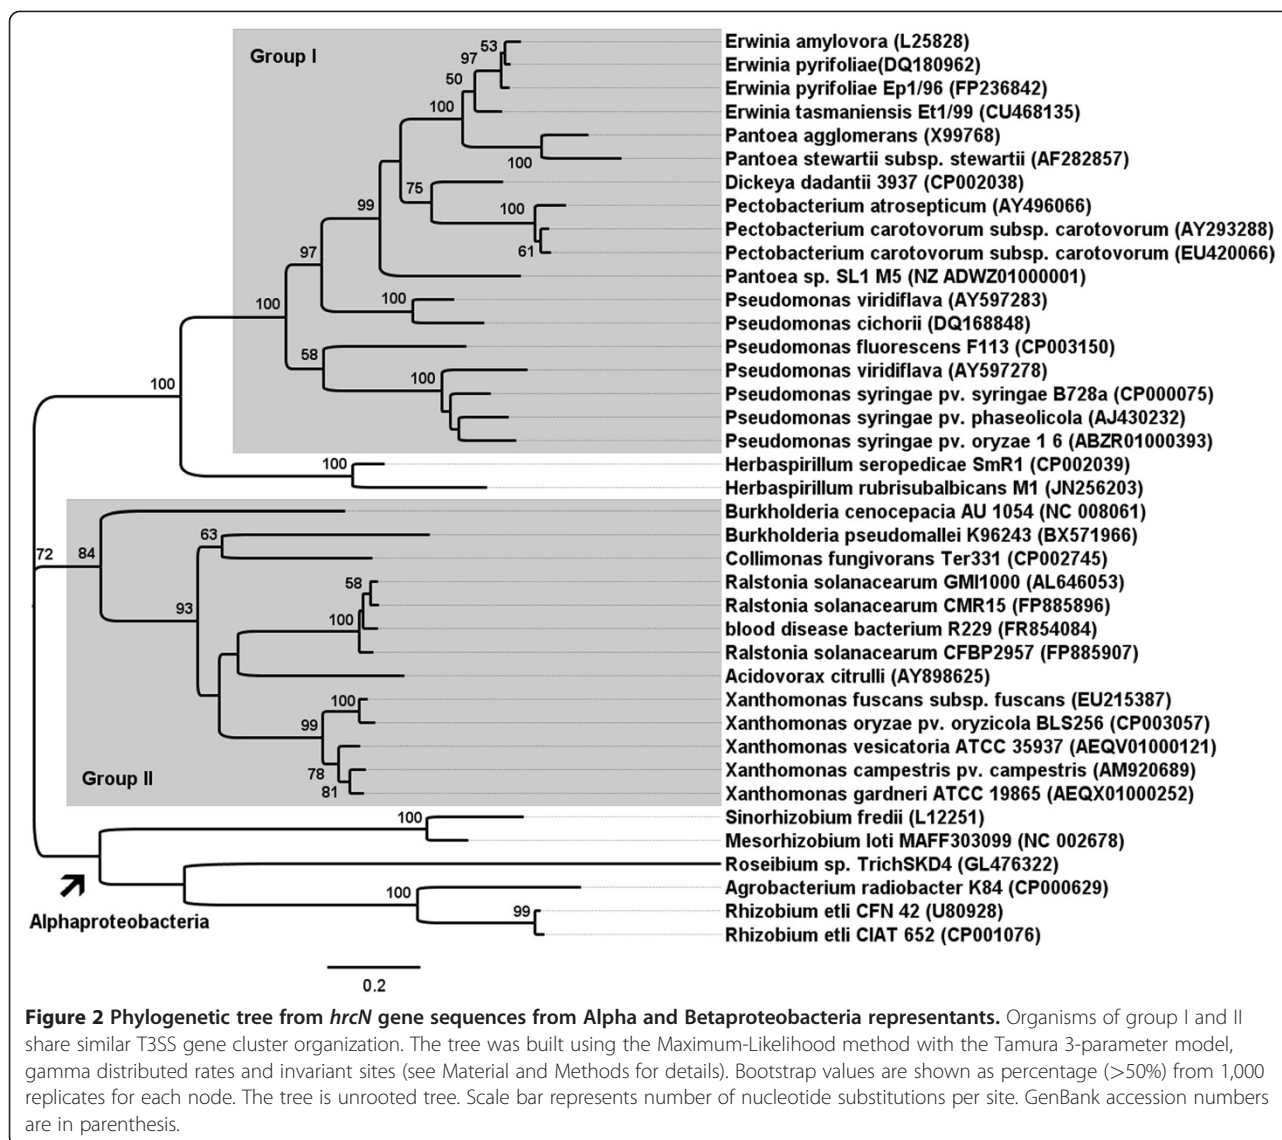 Group I
53
97
50
100
100
75
100
61
99
97
100
100
58
100
100
100
72
84
63
93
58
100
100
99
78
81
Group II
100
100
99
Alphaproteobacteria
0.2
Erwinia amylovora (L25828)
Erwinia pyrifoliae(DQ180962)
Erwinia pyrifoliae Ep1/96 (FP236842)
Erwinia tasmaniensis Et1/99 (CU468135)
Pantoea agglomerans (X99768)
Pantoea stewartii subsp. stewartii (AF282857)
Dickeya dadantii 3937 (CP002038)
Pectobacterium atrosepticum (AY496066)
Pectobacterium carotovorum subsp. carotovorum (AY293288)
Pectobacterium carotovorum subsp. carotovorum (EU420066)
Pantoea sp. SL1 M5 (NZ ADWZ01000001)
Pseudomonas viridiflava (AY597283)
Pseudomonas cichorii (DQ168848)
Pseudomonas fluorescens F113 (CP003150)
Pseudomonas viridiflava (AY597278)
Pseudomonas syringae pv. syringae B728a (CP000075)
Pseudomonas syringae pv. phaseolicola (AJ430232)
Pseudomonas syringae pv. oryzae 1 6 (ABZR01000393)
Herbaspirillum seropedicae SmR1 (CP002039)
Herbaspirillum rubrisubalbicans M1 (JN256203)
Burkholderia cenocepacia AU 1054 (NC 008061)
Burkholderia pseudomallei K96243 (BX571966)
Collimonas fungivorans Ter331 (CP002745)
Ralstonia solanacearum GMI1000 (AL646053)
Ralstonia solanacearum CMR15 (FP885896)
blood disease bacterium R229 (FR854084)
Ralstonia solanacearum CFBP2957 (FP885907)
Acidovorax citrulli (AY898625)
Xanthomonas fuscans subsp. fuscans (EU215387)
Xanthomonas oryzae pv. oryzicola BLS256 (CP003057)
Xanthomonas vesicatoria ATCC 35937 (AEQV01000121)
Xanthomonas campestris pv. campestris (AM920689)
Xanthomonas gardneri ATCC 19865 (AEQX01000252)
Sinorhizobium fredii (L12251)
Mesorhizobium loti MAFF303099 (NC 002678)
Roseibium sp. TrichSKD4 (GL476322)
Agrobacterium radiobacter K84 (CP000629)
Rhizobium etli CFN 42 (U80928)
Rhizobium etli CIAT 652 (CP001076)
Figure 2 Phylogenetic tree from hrcN gene sequences from Alpha and Betaproteobacteria representants. Organisms of group I and II
share similar T3SS gene cluster organization. The tree was built using the Maximum-Likelihood method with the Tamura 3-parameter model,
gamma distributed rates and invariant sites (see Material and Methods for details). Bootstrap values are shown as percentage (>50%) from 1,000
replicates for each node. The tree is unrooted tree. Scale bar represents number of nucleotide substitutions per site. GenBank accession numbers
are in parenthesis.